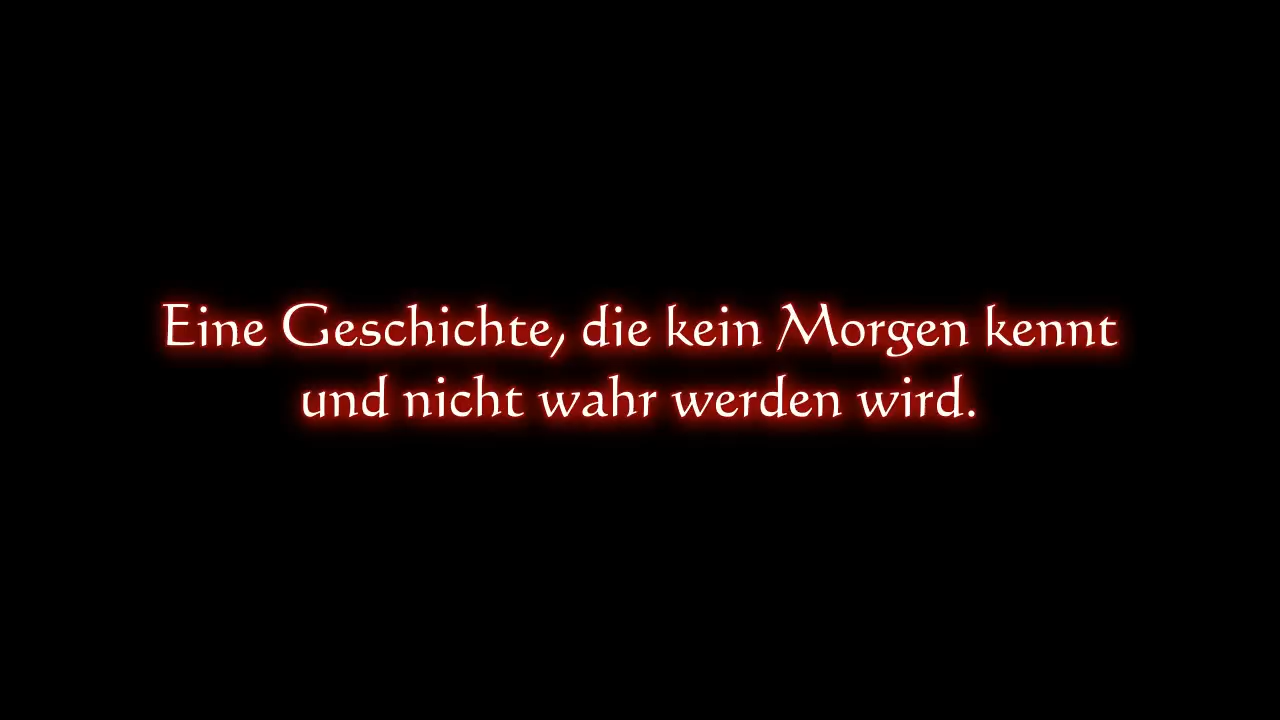 Eine Geschichte, die kein Morgen kennt
und nicht wahr werden wird.